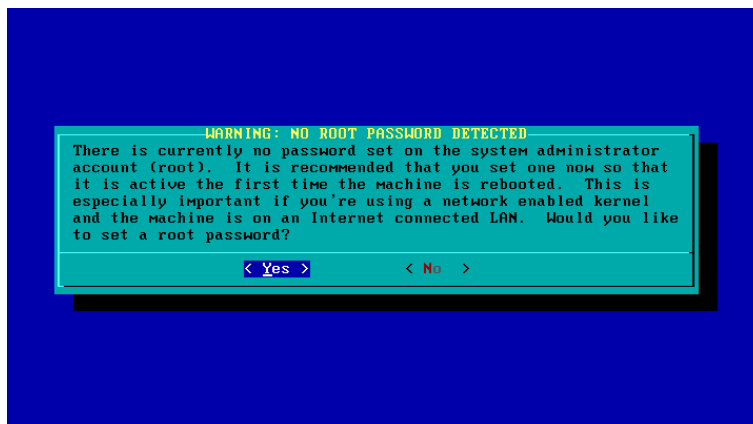 WARNING: NO ROOT PASSWORD DETECTED
There is currently no password set on the system administrator
account (root).  It is recommended that you set one now so that
it is active the first time the machine is rebooted.  This is
especially important if you're using a network enabled kernel
and the machine is on an Internet connected LAN.  Would you like
to set a root password?
< Yes > < No >